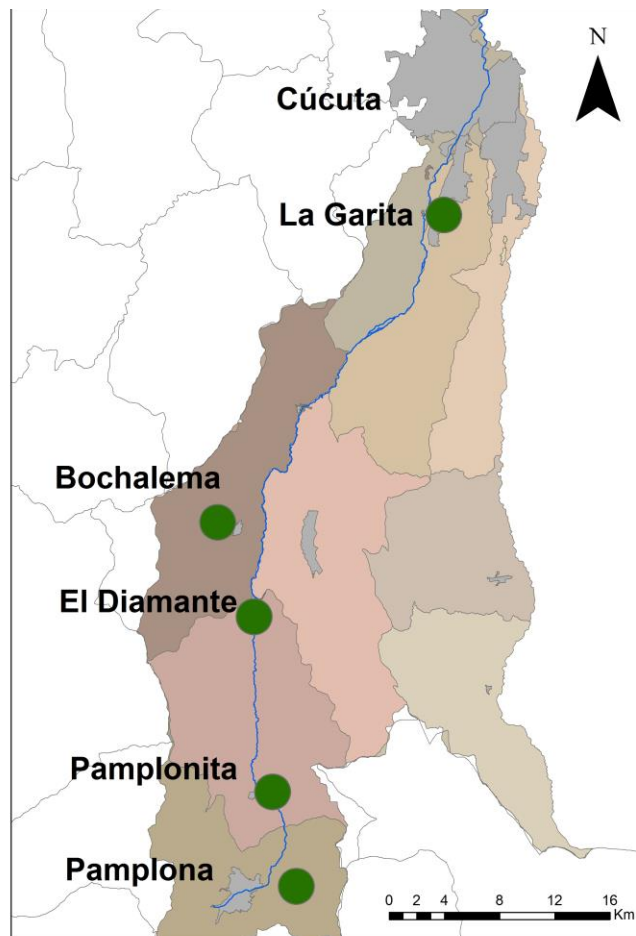 N
Cúcuta
La Garita
Bochalema
El Diamante
Pamplonita
Pamplona
0 2 4 8 12 16
Km